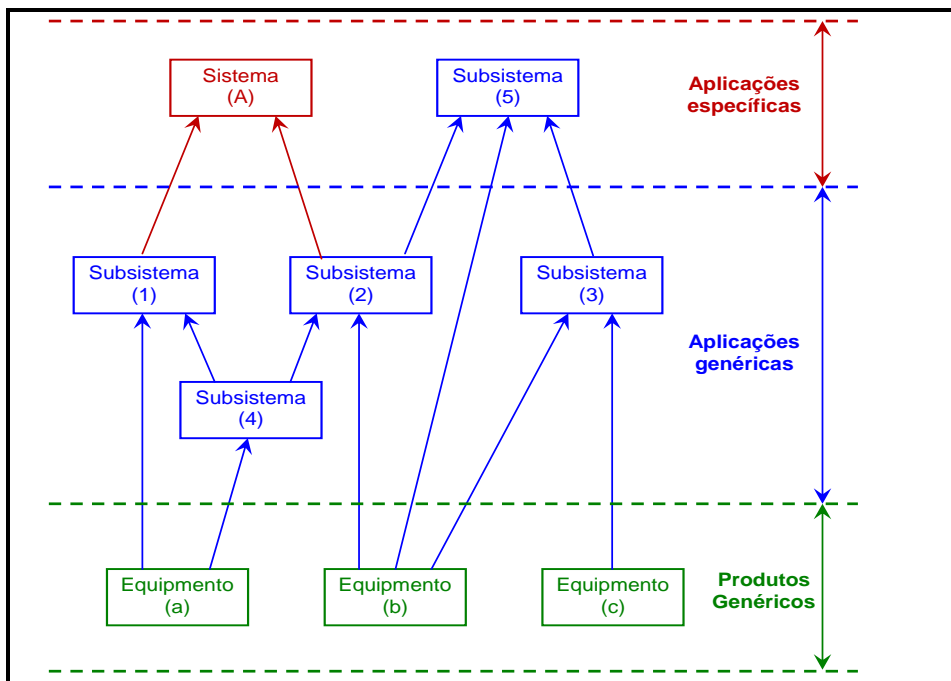 Sistema
(A)
Subsistema
(5)
Aplicações
específicas
Subsistema
(1)
Subsistema
(2)
Subsistema
(3)
Aplicações
genéricas
Subsistema
(4)
Equipmento
(a)
Equipmento
(b)
Equipmento
(c)
Produtos
Genéricos